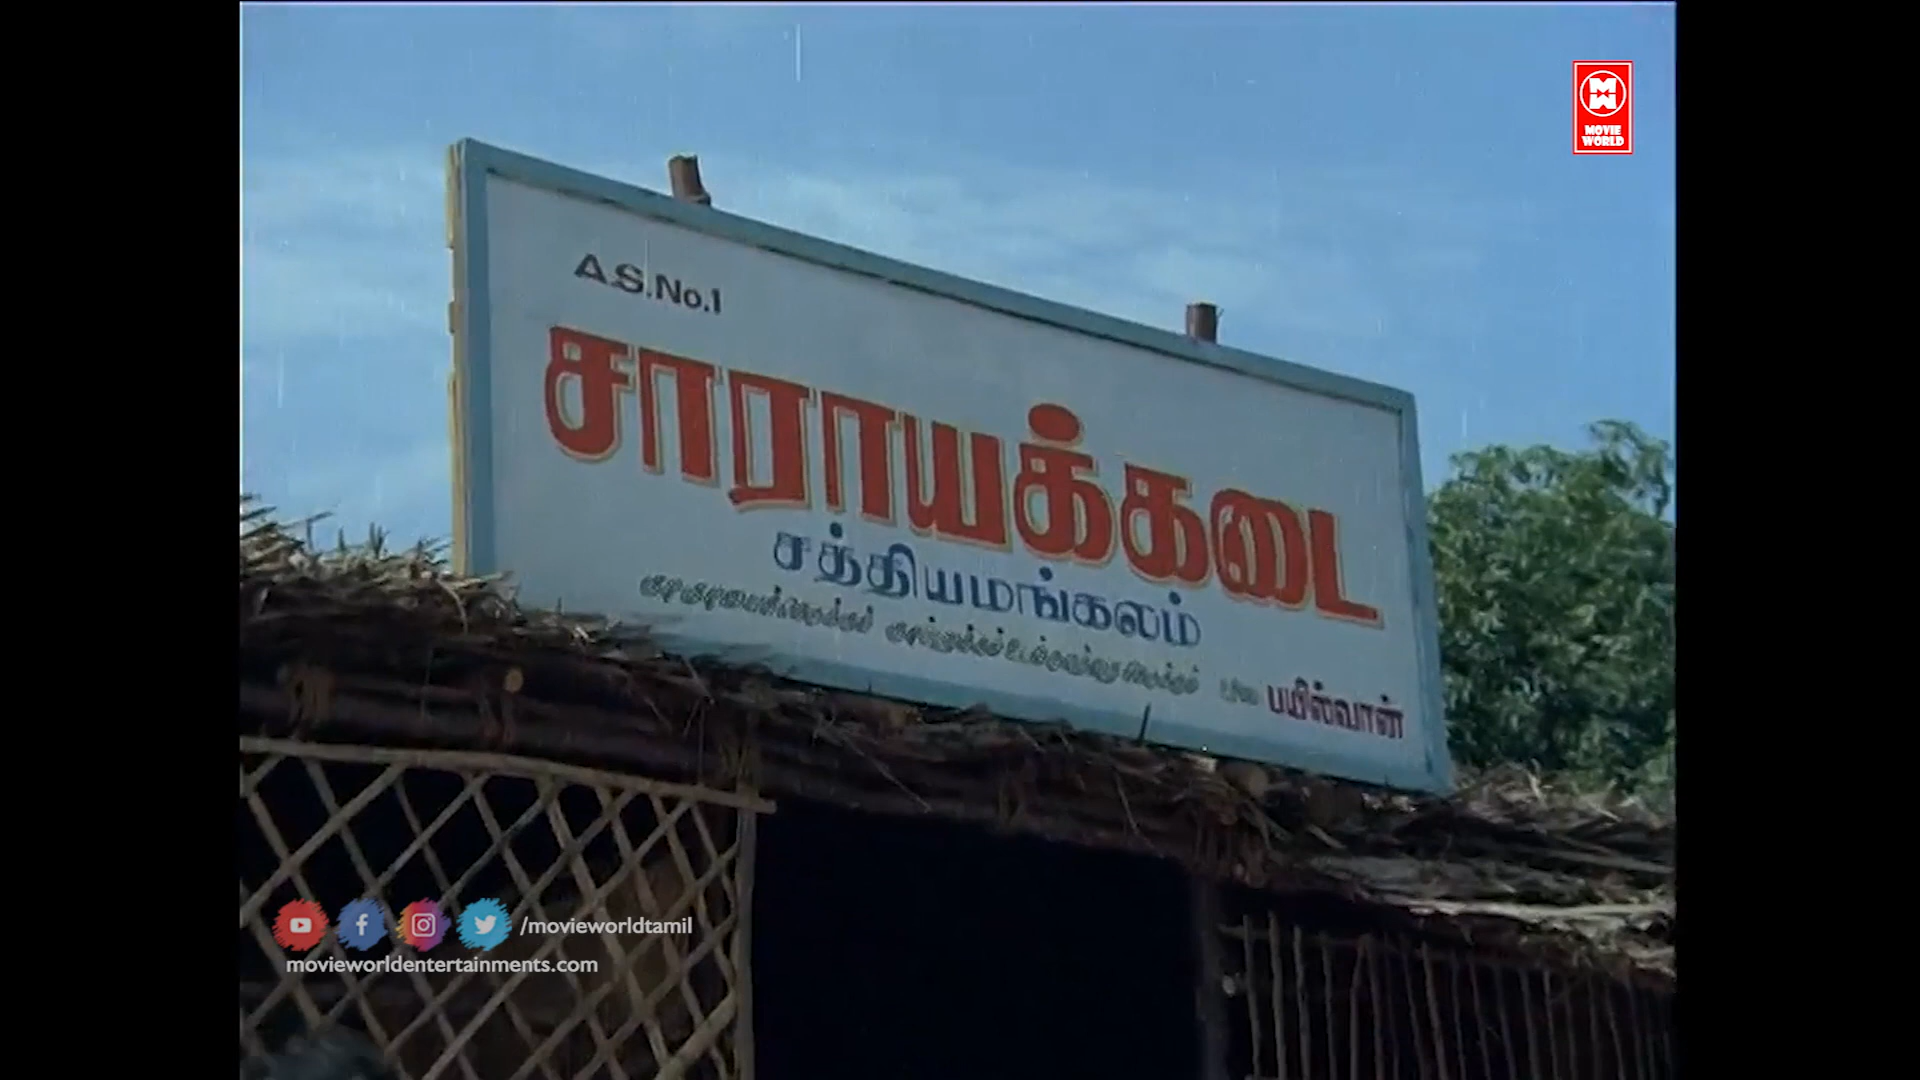 A.S.No.1
சாராயக்கடை
சத்தியமங்கலம்
பயில்வான்
MOVIE
WORLD
/movieworldtamil
movieworldentertainments.com